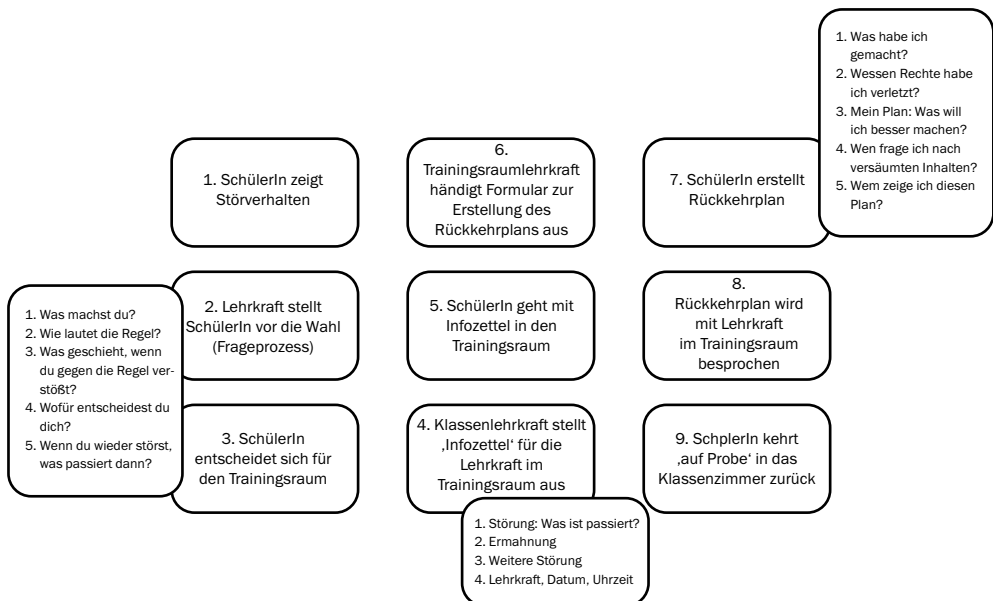 1. SchülerIn zeigt
Störverhalten
2. Lehrkraft stellt
SchülerIn vor die Wahl
(Frageprozess)
1. Was machst du?
2. Wie lautet die Regel?
3. Was geschieht, wenn
du gegen die Regel ver-
stößt?
4. Wofür entscheidest du
dich?
5. Wenn du wieder störst,
was passiert dann?
3. SchülerIn
entscheidet sich für
den Trainingsraum
4. Klassenlehrkraft stellt
‚Infozettel‘ für die
Lehrkraft im
Trainingsraum aus
1. Störung: Was ist passiert?
2. Ermahnung
3. Weitere Störung
4. Lehrkraft, Datum, Uhrzeit
5. SchülerIn geht mit
Infozettel in den
Trainingsraum
6.
Trainingsraumlehrkraft
händigt Formular zur
Erstellung des
Rückkehrplans aus
7. SchülerIn erstellt
Rückkehrplan
1. Was habe ich
gemacht?
2. Wessen Rechte habe
ich verletzt?
3. Mein Plan: Was will
ich besser machen?
4. Wen frage ich nach
versäumten Inhalten?
5. Wem zeige ich diesen
Plan?
8.
Rückkehrplan wird
mit Lehrkraft
im Trainingsraum
besprochen
9. SchplerIn kehrt
‚auf Probe‘ in das
Klassenzimmer zurück